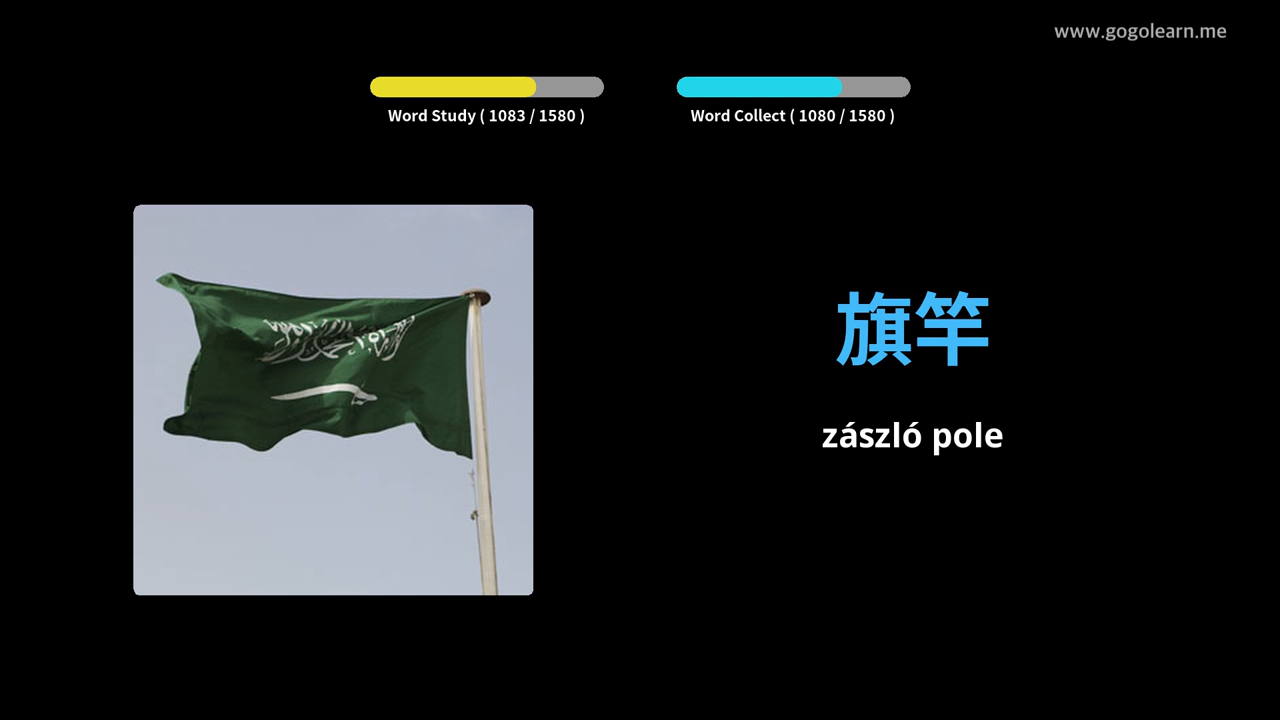 www.gogolearn.me
Word Study ( 1083 / 1580 )
Word Collect ( 1080 / 1580 )
旗竿
zászló pole